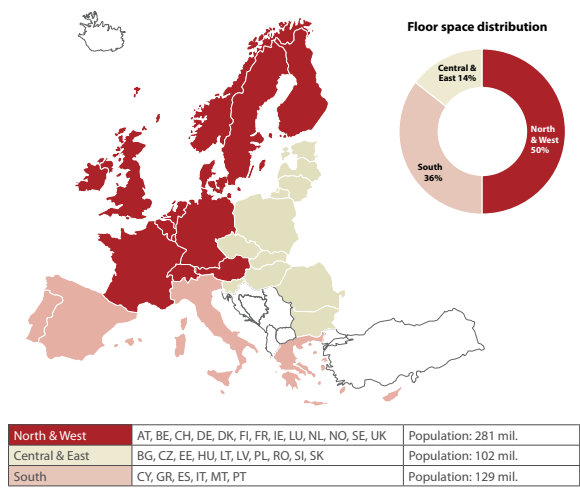 Floor space distribution
Central &
East 14%
North
& West
50%
South
36%
North & West AT, BE, CH, DE, DK, FI, FR, IE, LU, NL, NO, SE, UK Population: 281 mil.
Central & East BG, CZ, EE, HU, LT, LV, PL, RO, SI, SK Population: 102 mil.
South CY, GR, ES, IT, MT, PT Population: 129 mil.